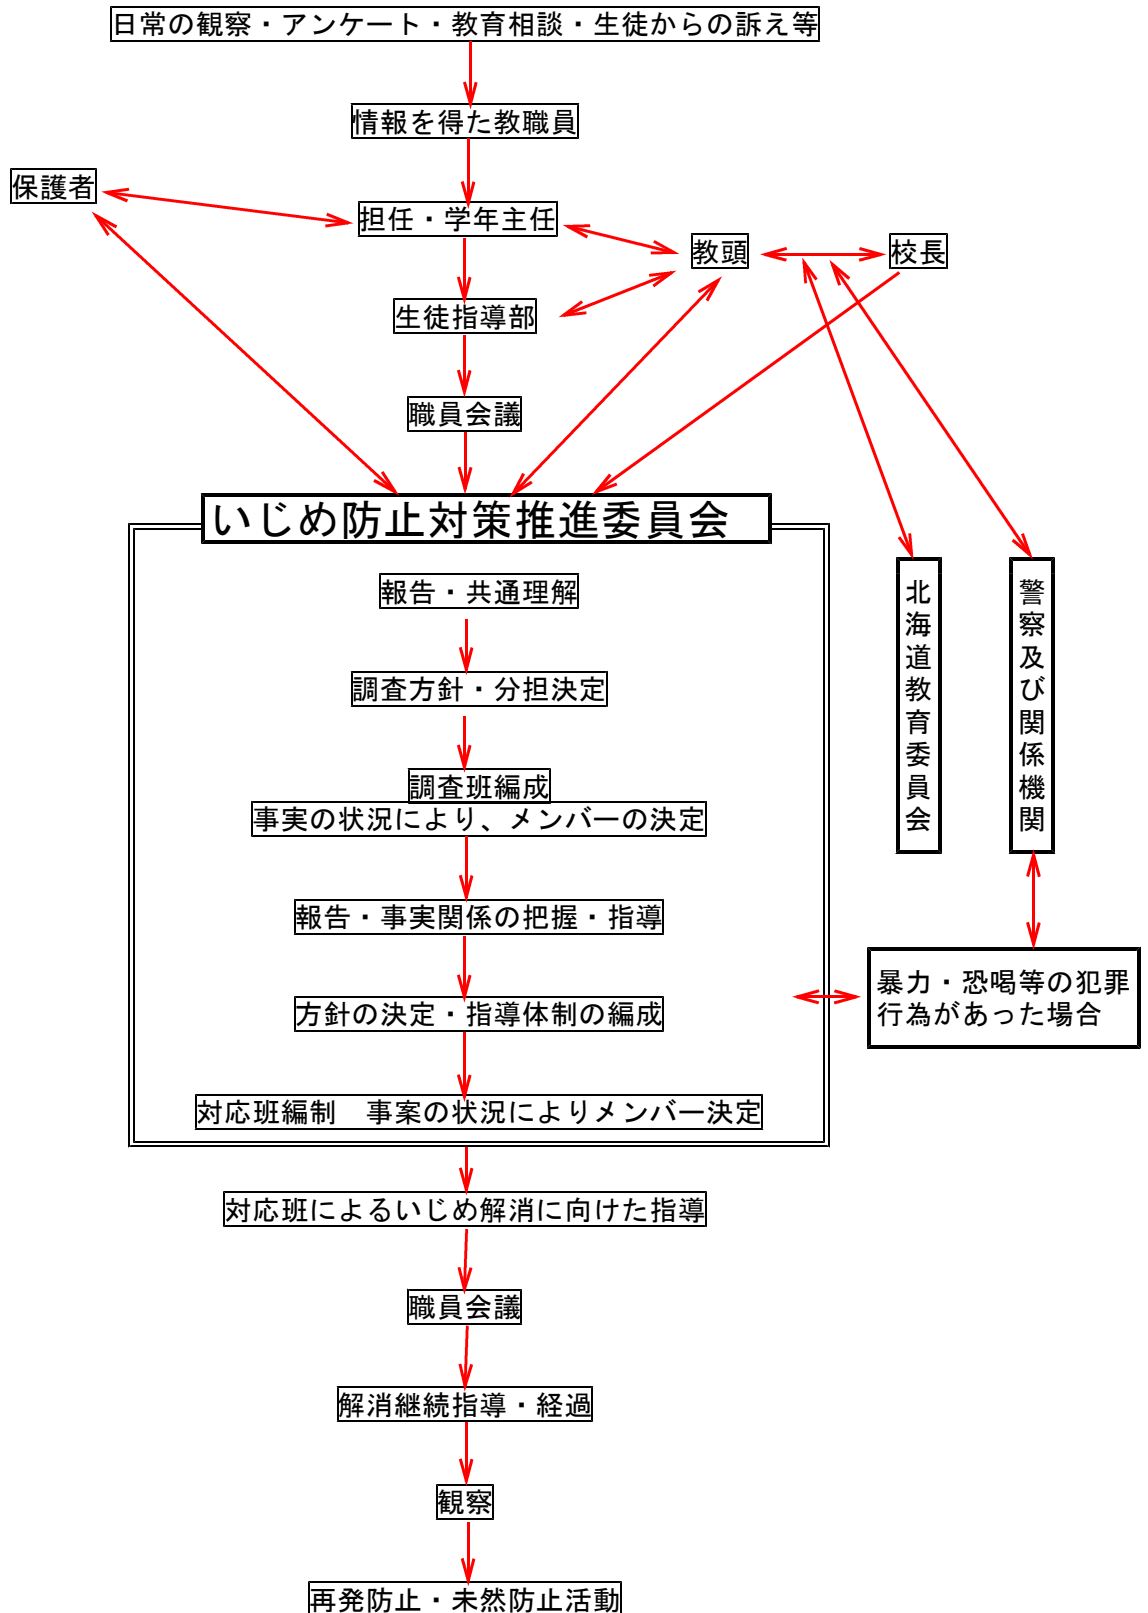 日常の観察・アンケート・教育相談・生徒からの訴え等
情報を得た教職員
保護者
担任・学年主任
教頭
校長
生徒指導部
職員会議
いじめ防止対策推進委員会
報告・共通理解
調査方針・分担決定
調査班編成
事実の状況により、メンバーの決定
報告・事実関係の把握・指導
方針の決定・指導体制の編成
対応班編制　事案の状況によりメンバー決定
北海道教育委員会
警察及び関係機関
暴力・恐喝等の犯罪
行為があった場合
対応班によるいじめ解消に向けた指導
職員会議
解消継続指導・経過
観察
再発防止・未然防止活動